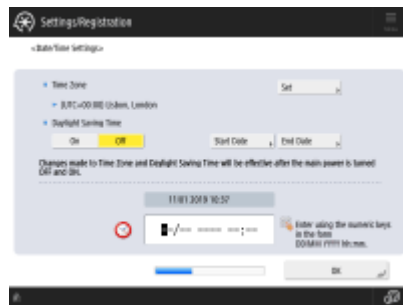 Settings/Registration
Menu
<Date/Time Settings>
Time Zone
Set
(UTC+00:00) Lisbon, London
Daylight Saving Time
On
Off
Start Date
End Date
Changes made to Time Zone and Daylight Saving Time will be effective after the main power is turned
OFF and ON.
11/01 2019 10:37
-/-- ---- --:--
Enter using the numeric keys
in the form
DD/MM YYYY hh:mm.
OK